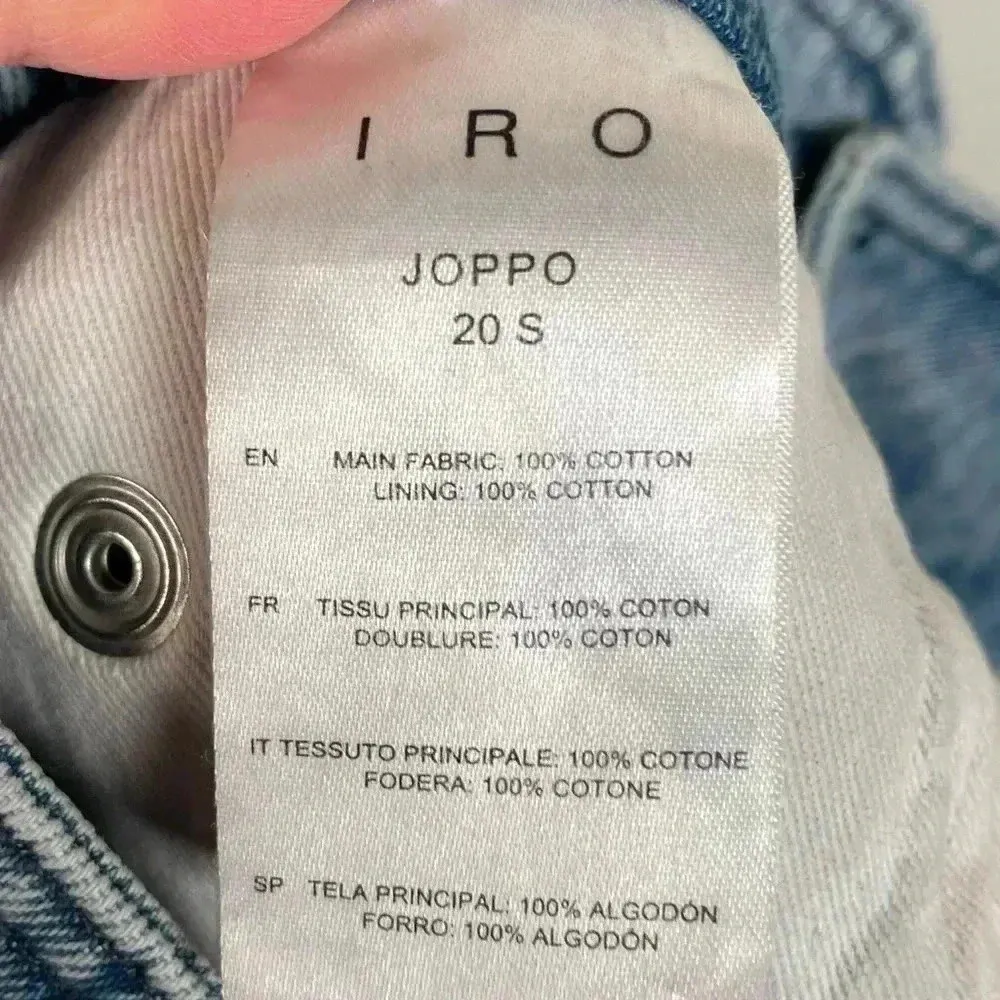 I R O
JOPPO
20 S
EN MAIN FABRIC: 100% COTTON
LINING: 100% COTTON
FR TISSU PRINCIPAL: 100% COTON
DOUBLURE: 100% COTON
IT TESSUTO PRINCIPALE: 100% COTONE
FODERA: 100% COTONE
SP TELA PRINCIPAL: 100% ALGODÓN
FORRO: 100% ALGODÓN